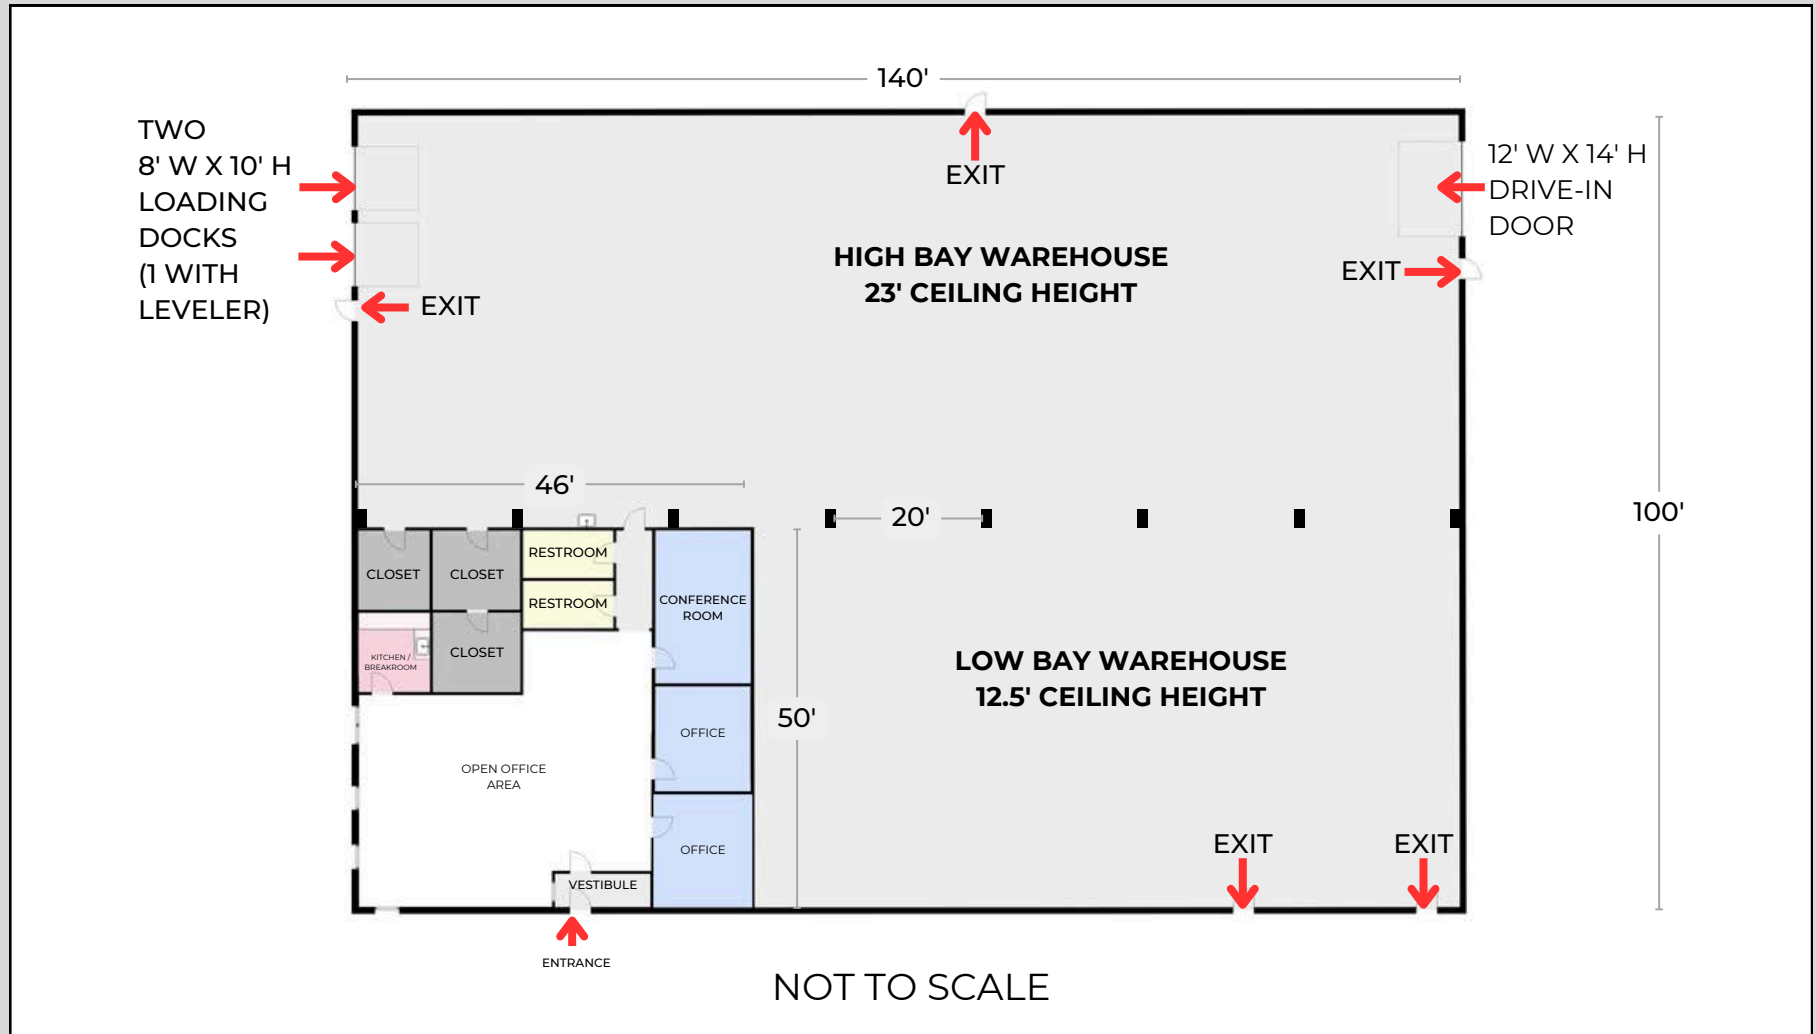 140'
TWO
8' W X 10' H
LOADING
DOCKS
(1 WITH
LEVELER)
EXIT
12' W X 14' H
DRIVE-IN
DOOR
HIGH BAY WAREHOUSE
23' CEILING HEIGHT
EXIT
EXIT
46'
20'
100'
RESTROOM
CLOSET
CLOSET
RESTROOM
CONFERENCE
ROOM
CLOSET
KITCHEN /
BREAKROOM
LOW BAY WAREHOUSE
12.5' CEILING HEIGHT
50'
OFFICE
OPEN OFFICE
AREA
OFFICE
EXIT
EXIT
VESTIBULE
ENTRANCE
NOT TO SCALE